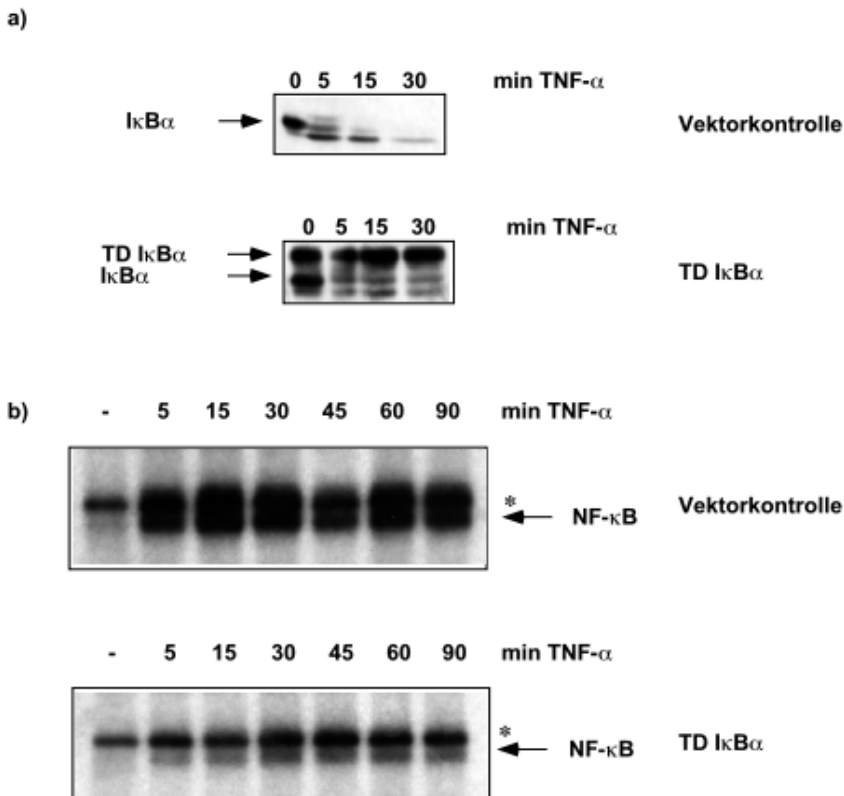 a)
0 5 15 30 min TNF-α
IκBα Vektorkontrolle
0 5 15 30 min TNF-α
TD IκBα
IκBα TD IκBα
b) - 5 15 30 45 60 90 min TNF-α
*
NF-κB Vektorkontrolle
- 5 15 30 45 60 90 min TNF-α
*
NF-κB TD IκBα